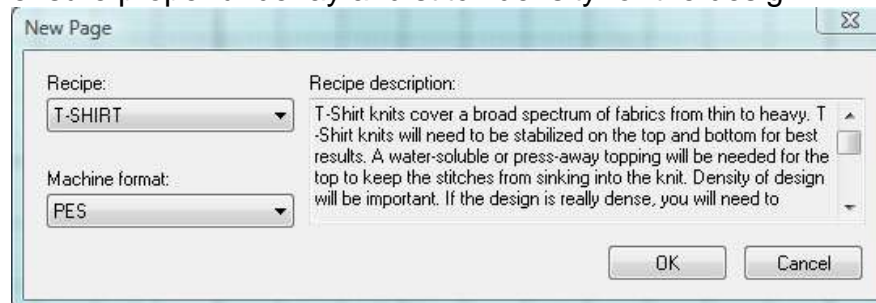 New Page
Recipe:
T-SHIRT
Recipe description:
T-Shirt knits cover a broad spectrum of fabrics from thin to heavy. T
-Shirt knits will need to be stabilized on the top and bottom for best
results. A water-soluble or press-away topping will be needed for the
top to keep the stitches from sinking into the knit. Density of design
will be important. If the design is really dense, you will need to
Machine format:
PES
OK
Cancel